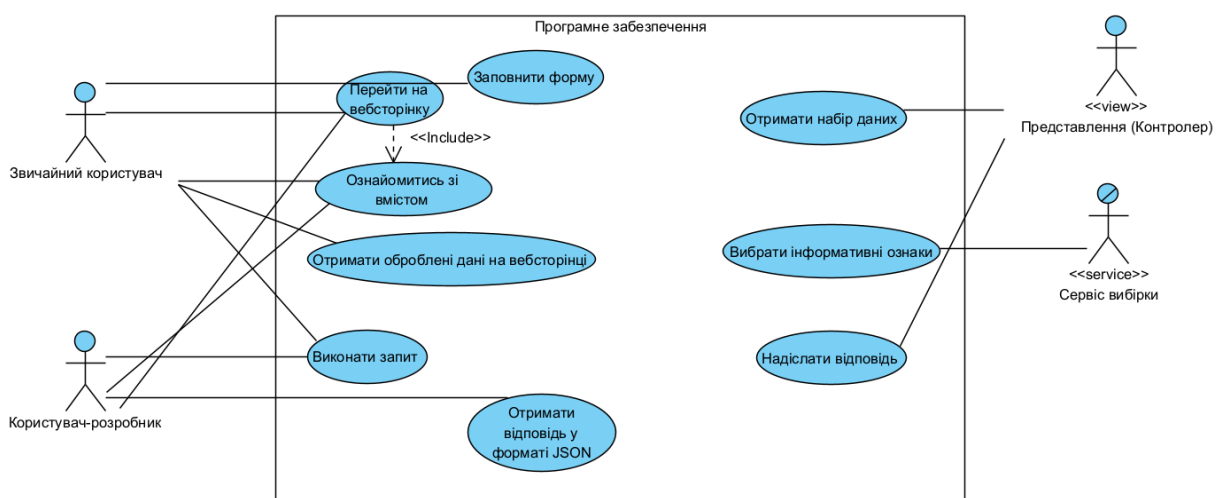 Програмне забезпечення
Заповнити форму
Перейти на
вебсторінку
<<Include>>
Ознайомитись зі
вмістом
Отримати оброблені дані на вебсторінці
Виконати запит
Отримати
відповідь у
форматі JSON
Звичайний користувач
Користувач-розробник
Отримати набір даних
Вибрати інформативні ознаки
Надіслати відповідь
<<view>>
Представлення (Контролер)
<<service>>
Сервіс вибірки